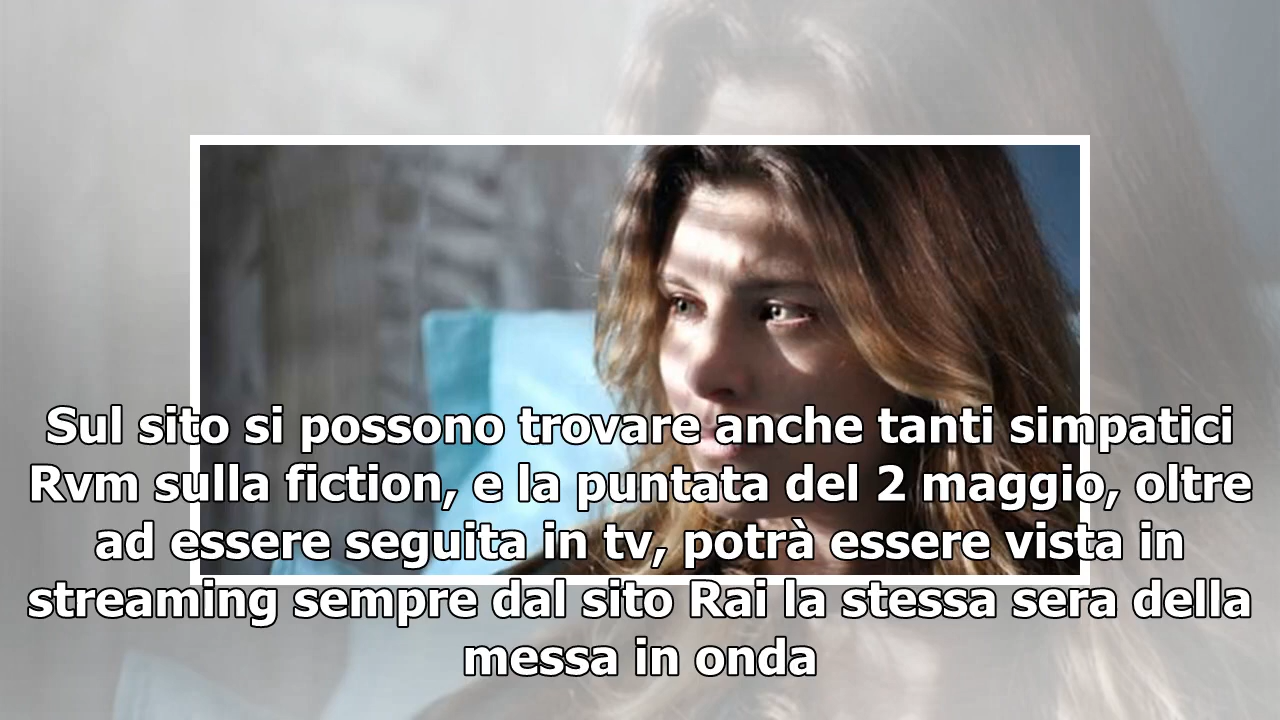 Sul sito si possono trovare anche tanti simpatici
Rvm sulla fiction, e la puntata del 2 maggio, oltre
ad essere seguita in tv, potrà essere vista in
streaming sempre dal sito Rai la stessa sera della
messa in onda